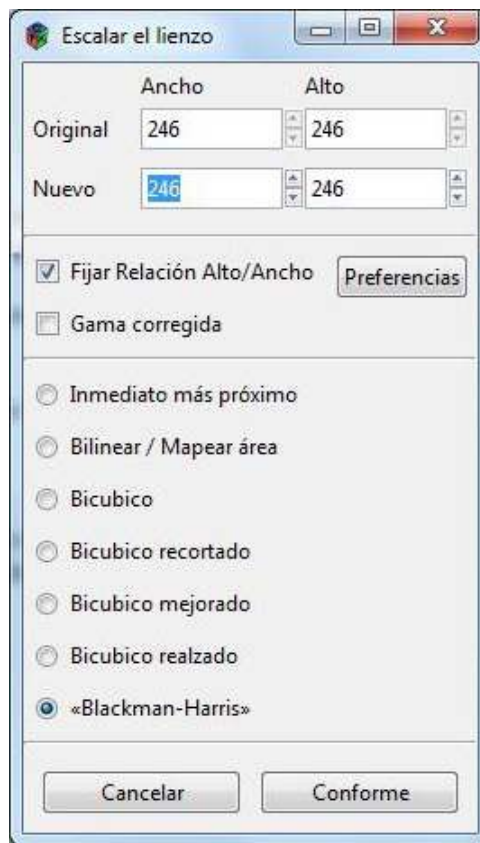 Escalar el lienzo
Ancho Alto
Original 246 246
Nuevo 246 246
Fijar Relación Alto/Ancho Preferencias
Gama corregida
Inmediato más próximo
Bilinear / Mapear área
Bicubico
Bicubico recortado
Bicubico mejorado
Bicubico realzado
«Blackman-Harris»
Cancelar Conforme